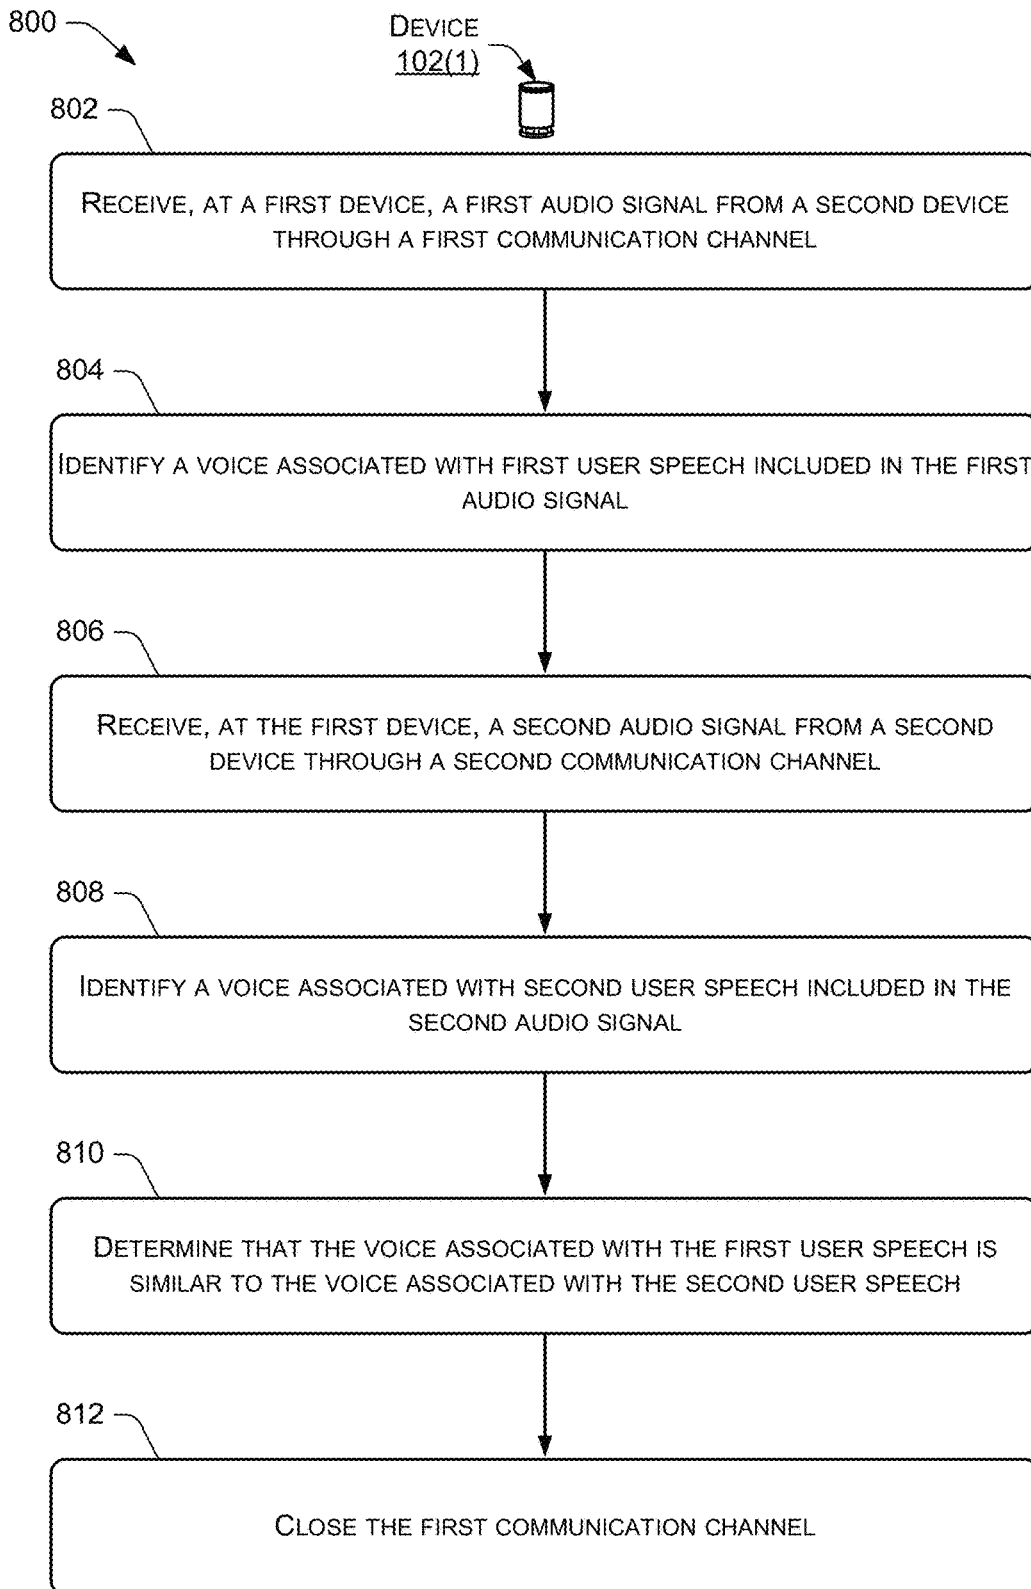 800
DEVICE
102(1)
802
RECEIVE, AT A FIRST DEVICE, A FIRST AUDIO SIGNAL FROM A SECOND DEVICE
THROUGH A FIRST COMMUNICATION CHANNEL
804
IDENTIFY A VOICE ASSOCIATED WITH FIRST USER SPEECH INCLUDED IN THE FIRST
AUDIO SIGNAL
806
RECEIVE, AT THE FIRST DEVICE, A SECOND AUDIO SIGNAL FROM A SECOND
DEVICE THROUGH A SECOND COMMUNICATION CHANNEL
808
IDENTIFY A VOICE ASSOCIATED WITH SECOND USER SPEECH INCLUDED IN THE
SECOND AUDIO SIGNAL
810
DETERMINE THAT THE VOICE ASSOCIATED WITH THE FIRST USER SPEECH IS
SIMILAR TO THE VOICE ASSOCIATED WITH THE SECOND USER SPEECH
812
CLOSE THE FIRST COMMUNICATION CHANNEL